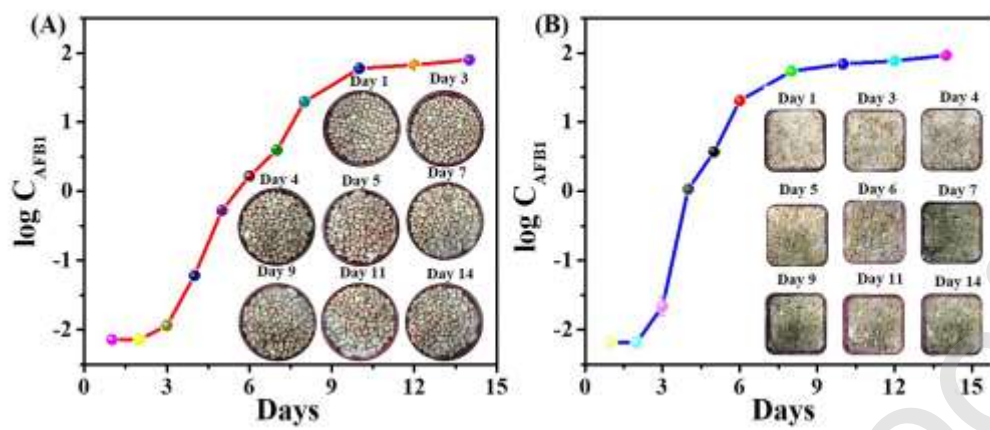 (A)
log C_AFB1
2
1
0
-1
-2
0 3 6 9 12 15
Days
Day 1 Day 3
Day 4 Day 5 Day 7
Day 9 Day 11 Day 14
(B)
log C_AFB1
2
1
0
-1
-2
0 3 6 9 12 15
Days
Day 1 Day 3 Day 4
Day 5 Day 6 Day 7
Day 9 Day 11 Day 14